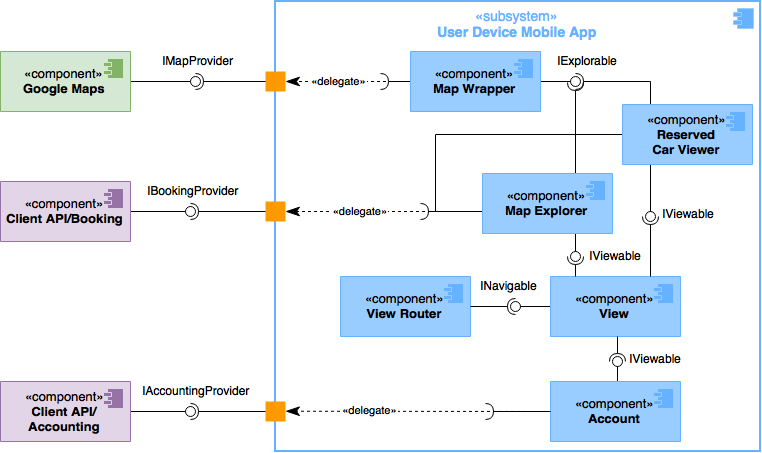 «subsystem»
User Device Mobile App
«component»
Google Maps
IMapProvider
«delegate»
«component»
Map Wrapper
IExplorable
«component»
Reserved
Car Viewer
«component»
Client API/Booking
IBookingProvider
«delegate»
«component»
Map Explorer
IViewable
IViewable
«component»
View Router
INavigable
«component»
View
IViewable
«component»
Client API/
Accounting
IAccountingProvider
«delegate»
«component»
Account